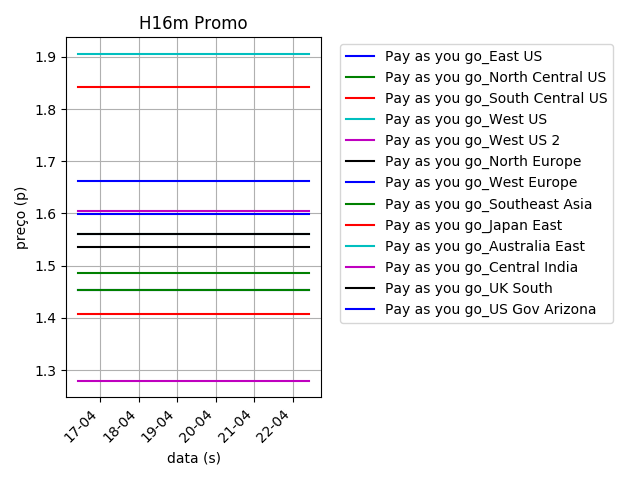 H16m Promo
1.9
1.8
1.7
1.6
1.5
1.4
1.3
preço (p)
17-04
18-04
19-04
20-04
21-04
22-04
data (s)
Pay as you go_East US
Pay as you go_North Central US
Pay as you go_South Central US
Pay as you go_West US
Pay as you go_West US 2
Pay as you go_North Europe
Pay as you go_West Europe
Pay as you go_Southeast Asia
Pay as you go_Japan East
Pay as you go_Australia East
Pay as you go_Central India
Pay as you go_UK South
Pay as you go_US Gov Arizona